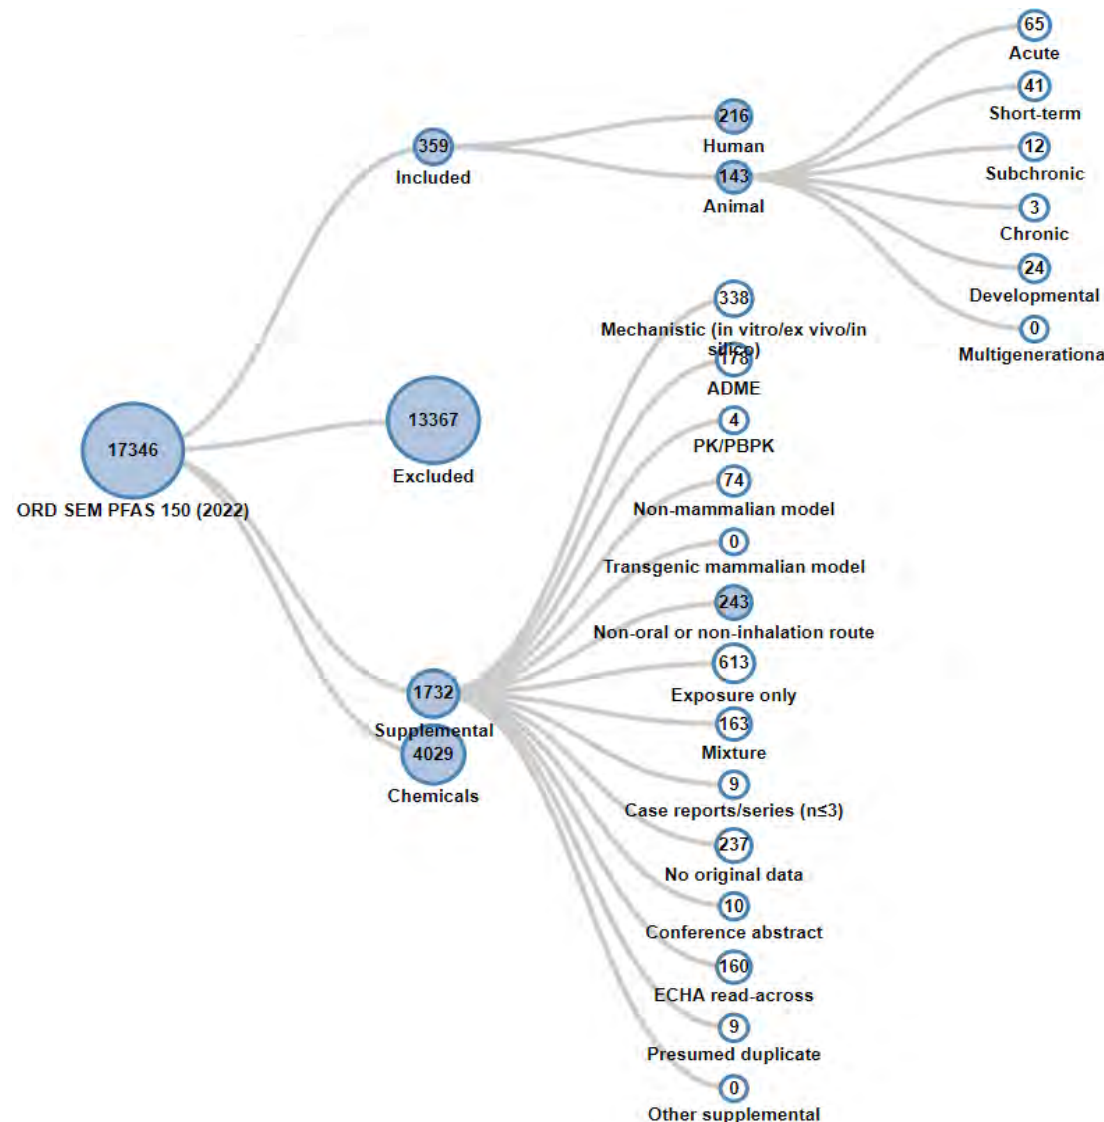 17346
ORD SEM PFAS 150 (2022)
359
Included
13367
Excluded
1732
Supplemental
4029
Chemicals
216
Human
143
Animal
65
Acute
41
Short-term
12
Subchronic
3
Chronic
24
Developmental
0
Multigenerationa
338
Mechanistic (in vitro/ex vivo/in
silico)
178
ADME
4
PK/PBPK
74
Non-mammalian model
0
Transgenic mammalian model
243
Non-oral or non-inhalation route
613
Exposure only
163
Mixture
9
Case reports/series (n≤3)
237
No original data
10
Conference abstract
160
ECHA read-across
9
Presumed duplicate
0
Other supplemental